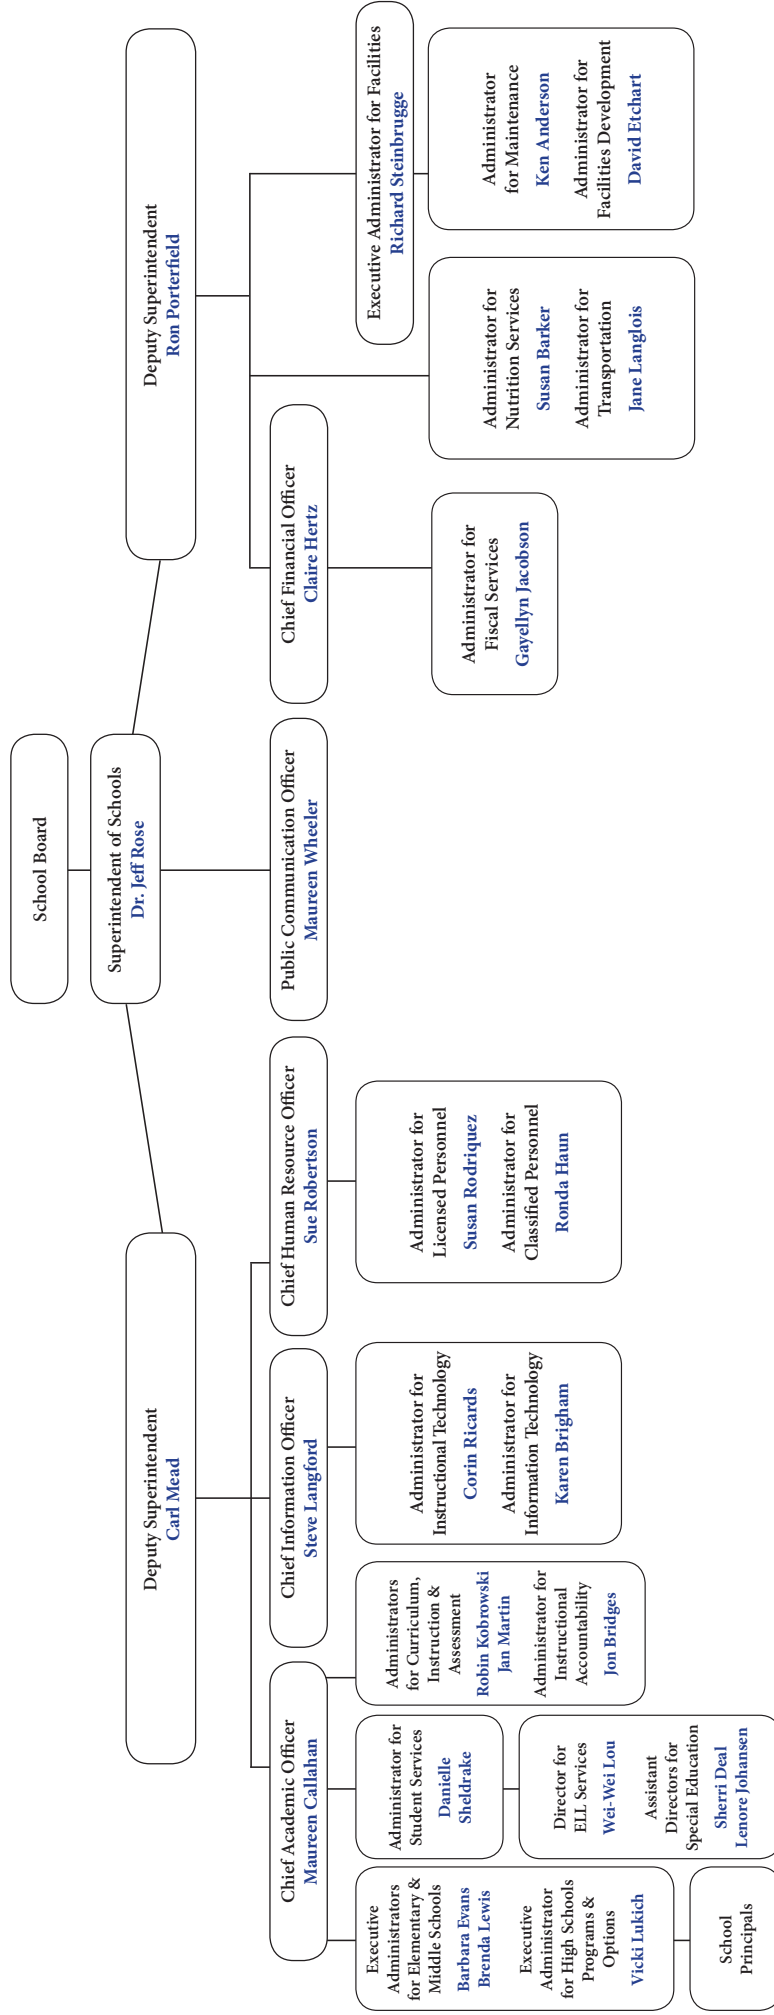 School Board
Superintendent of Schools
Dr. Jeff Rose
Deputy Superintendent
Carl Mead
Deputy Superintendent
Ron Porterfield
Chief Academic Officer
Maureen Callahan
Chief Information Officer
Steve Langford
Chief Human Resource Officer
Sue Robertson
Public Communication Officer
Maureen Wheeler
Chief Financial Officer
Claire Hertz
Executive Administrator for Facilities
Richard Steinbrugge
Executive
Administrators
for Elementary &
Middle Schools
Barbara Evans
Brenda Lewis
Executive
Administrator
for High Schools
Programs &
Options
Vicki Lukich
School
Principals
Administrator for
Student Services
Danielle
Sheldrake
Director for
ELL Services
Wei-Wei Lou
Assistant
Directors for
Special Education
Sherri Deal
Lenore Johansen
Administrators
for Curriculum,
Instruction &
Assessment
Robin Kobrowski
Jan Martin
Administrator for
Instructional
Accountability
Jon Bridges
Administrator for
Instructional Technology
Corin Ricards
Administrator for
Information Technology
Karen Brigham
Administrator for
Licensed Personnel
Susan Rodriquez
Administrator for
Classified Personnel
Ronda Haun
Administrator for
Fiscal Services
Gayellyn Jacobson
Administrator for
Nutrition Services
Susan Barker
Administrator for
Transportation
Jane Langlois
Administrator
for Maintenance
Ken Anderson
Administrator for
Facilities Development
David Etchart